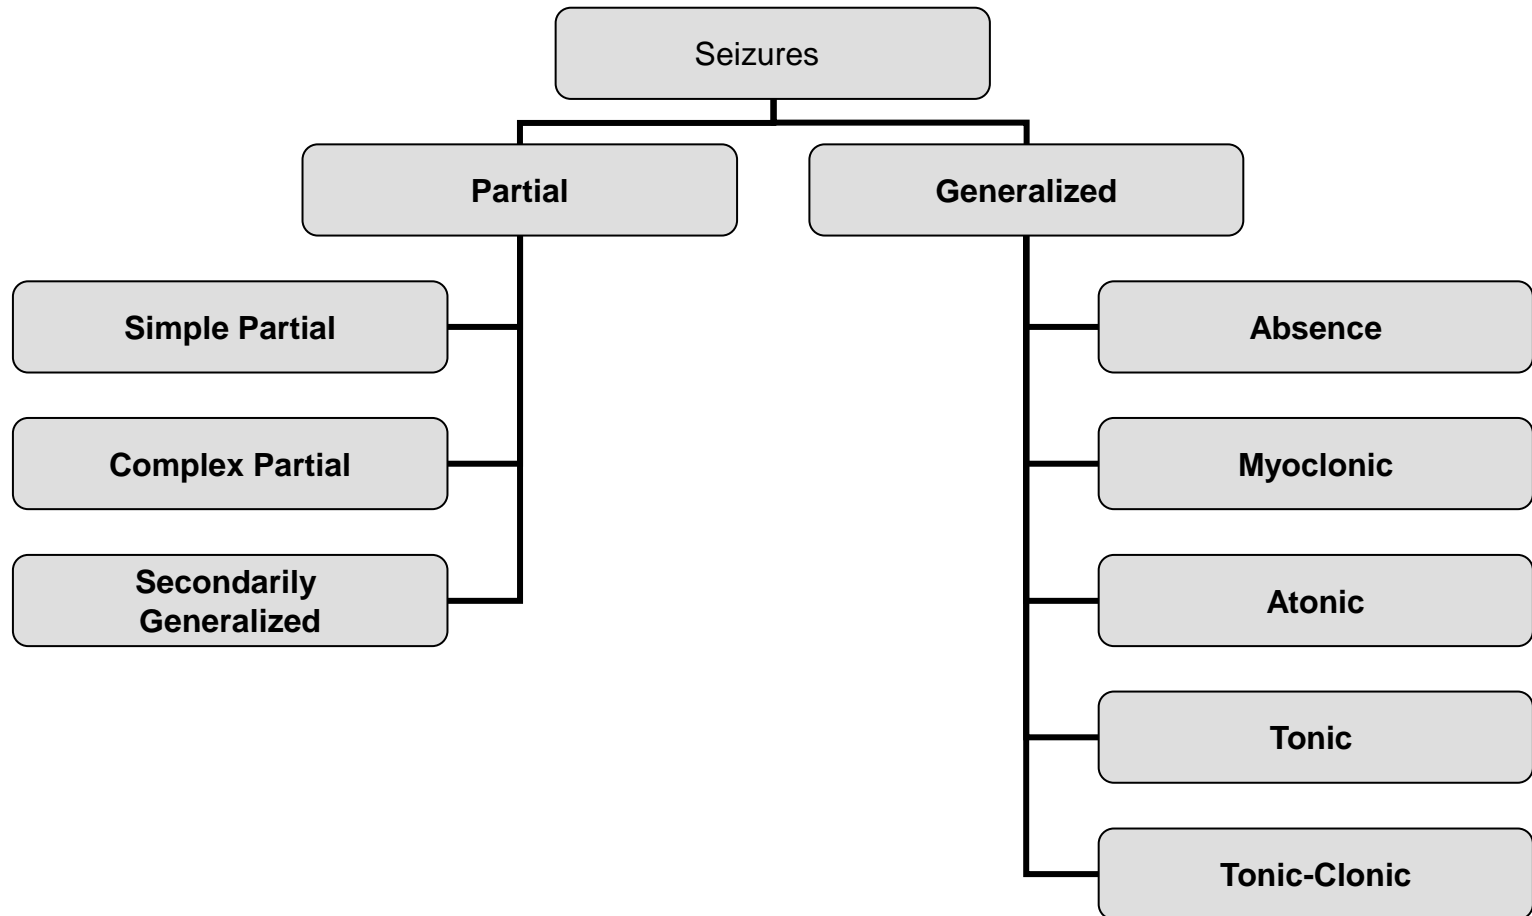 Seizures
Partial
Generalized
Simple Partial
Complex Partial
Secondarily
Generalized
Absence
Myoclonic
Atonic
Tonic
Tonic-Clonic